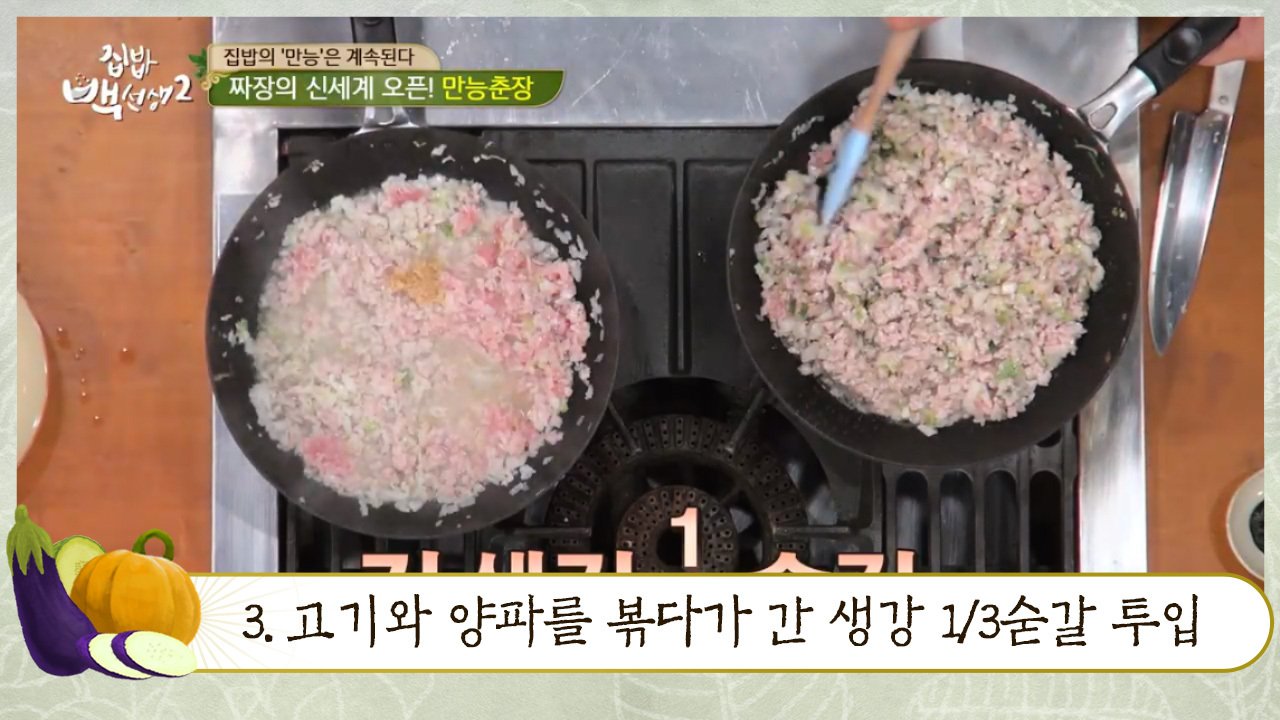 집밥
백선생2
집밥의 '만능'은 계속된다
짜장의 신세계 오픈! 만능춘장
1
3. 고기와 양파를 볶다가 간 생강 1/3숟갈 투입